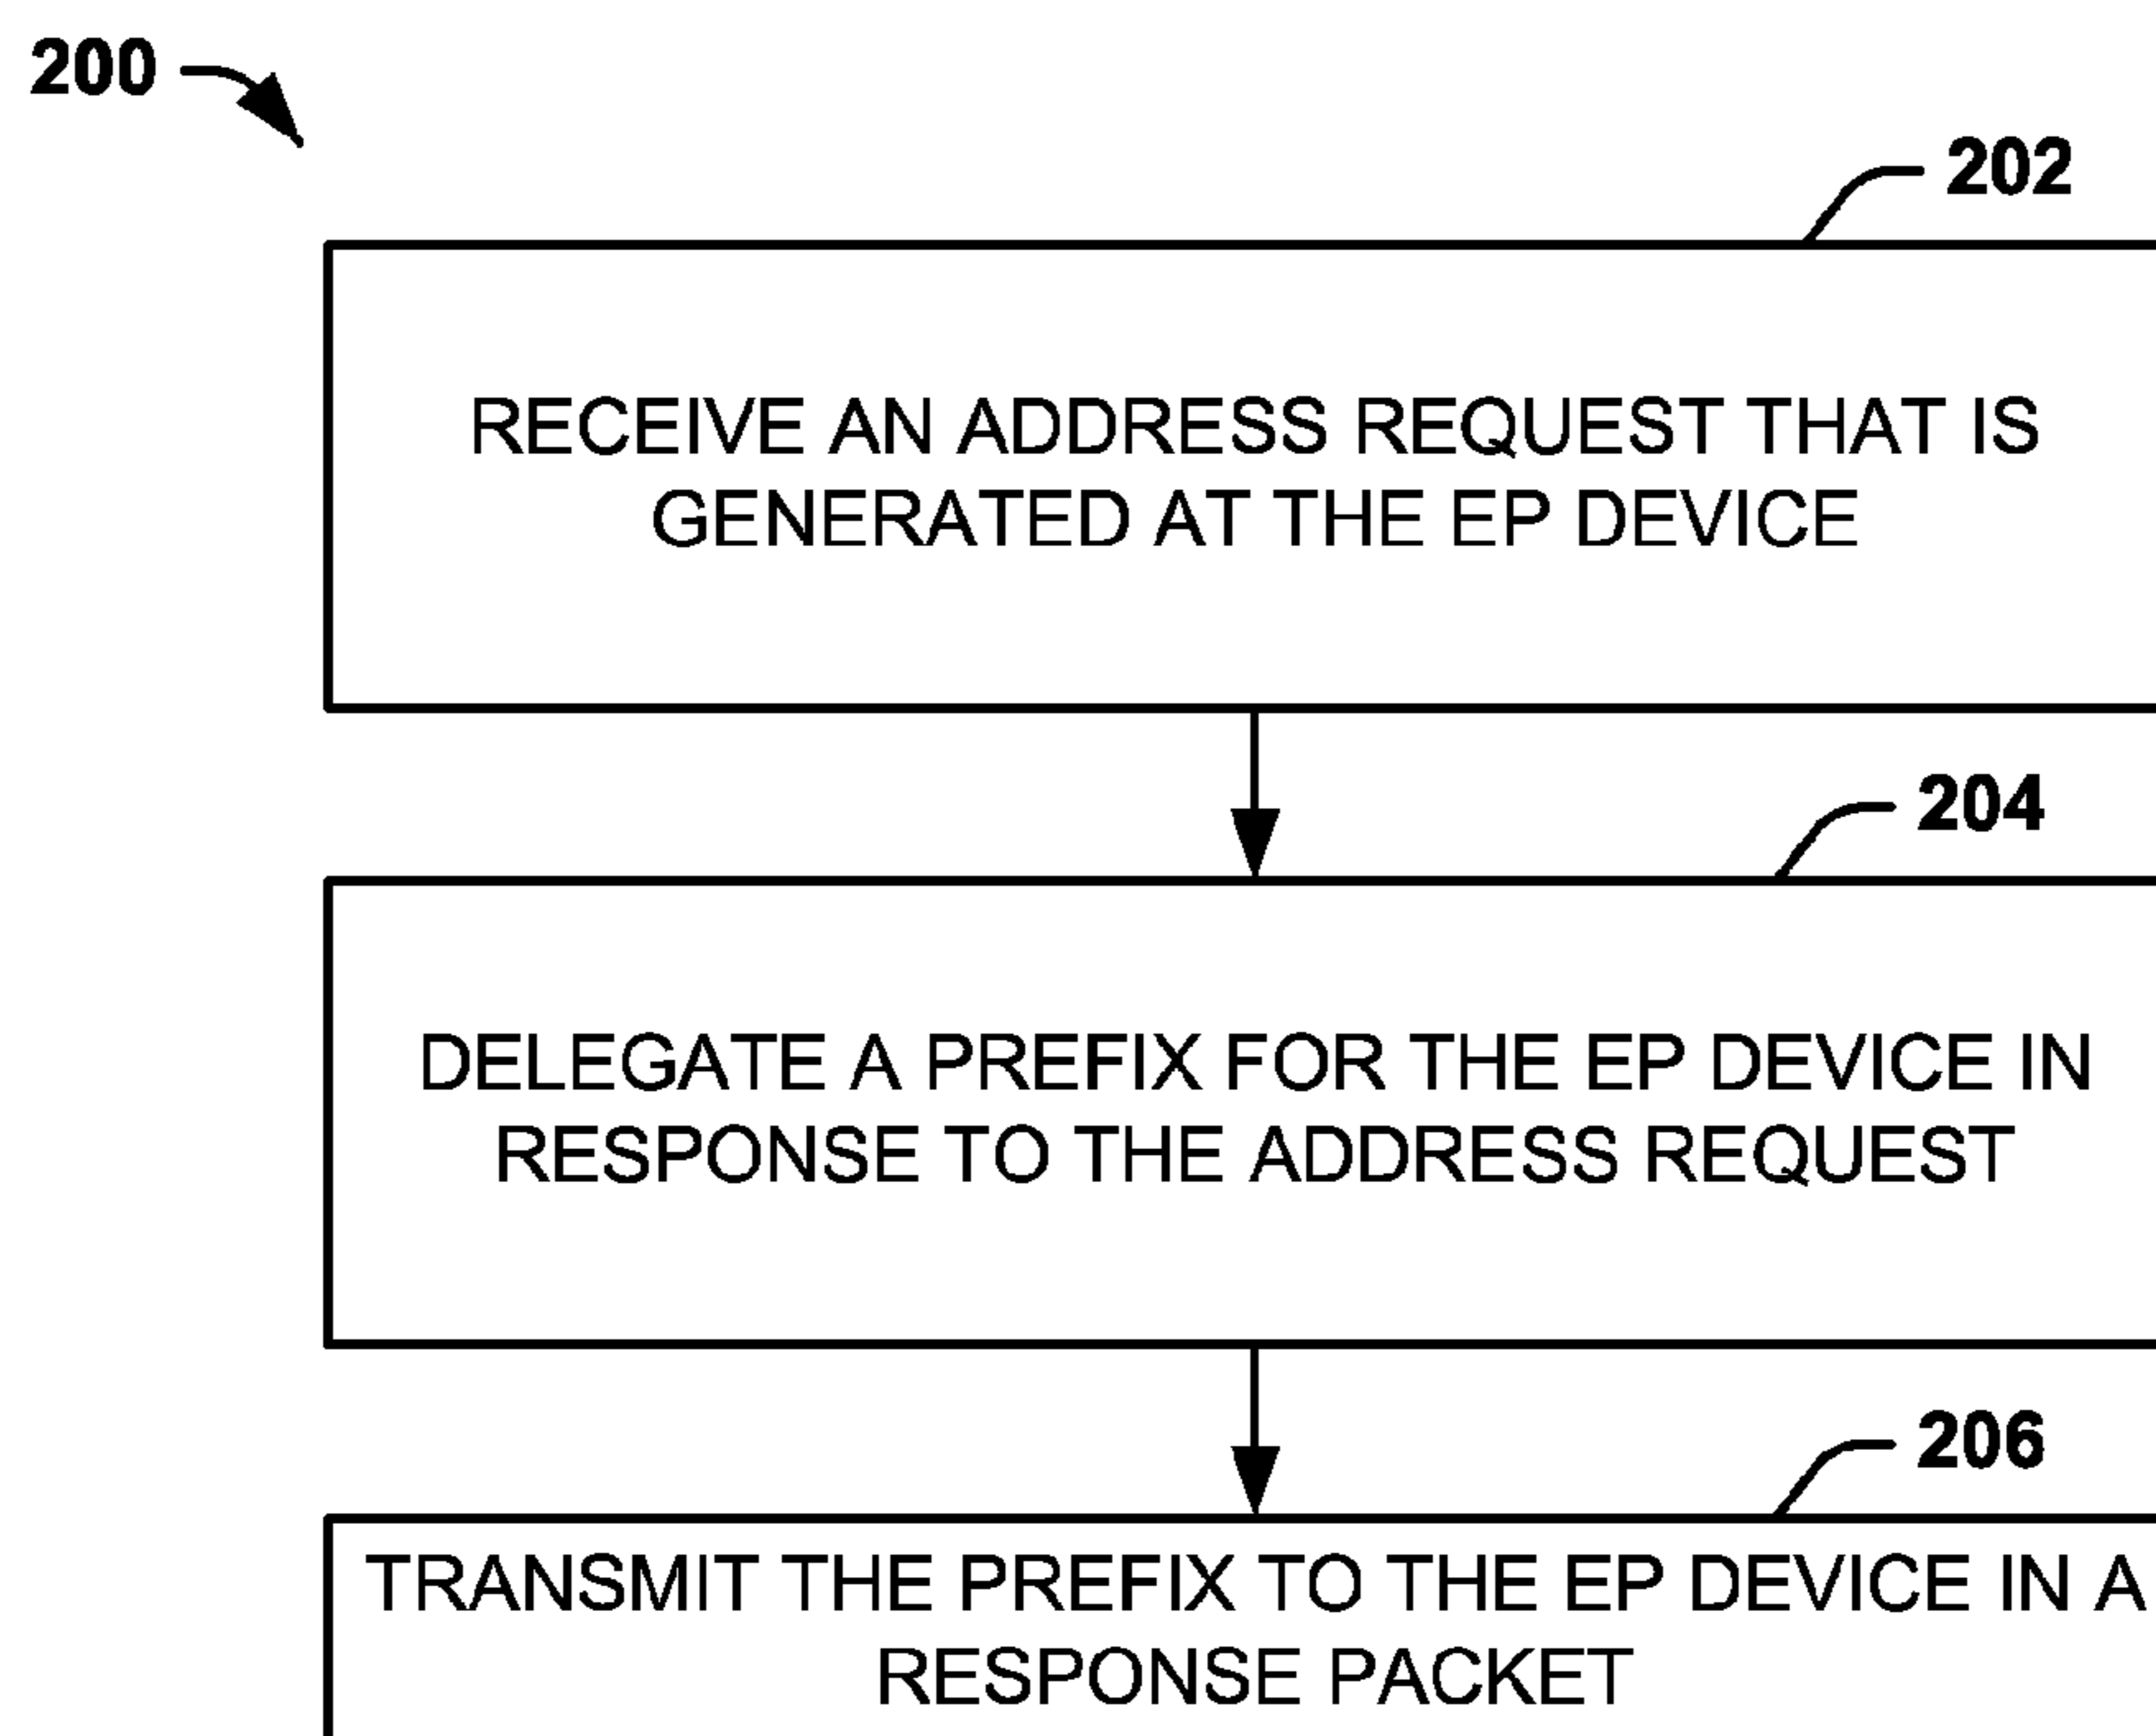 200
202
RECEIVE AN ADDRESS REQUEST THAT IS
GENERATED AT THE EP DEVICE
204
DELEGATE A PREFIX FOR THE EP DEVICE IN
RESPONSE TO THE ADDRESS REQUEST
206
TRANSMIT THE PREFIX TO THE EP DEVICE IN A
RESPONSE PACKET